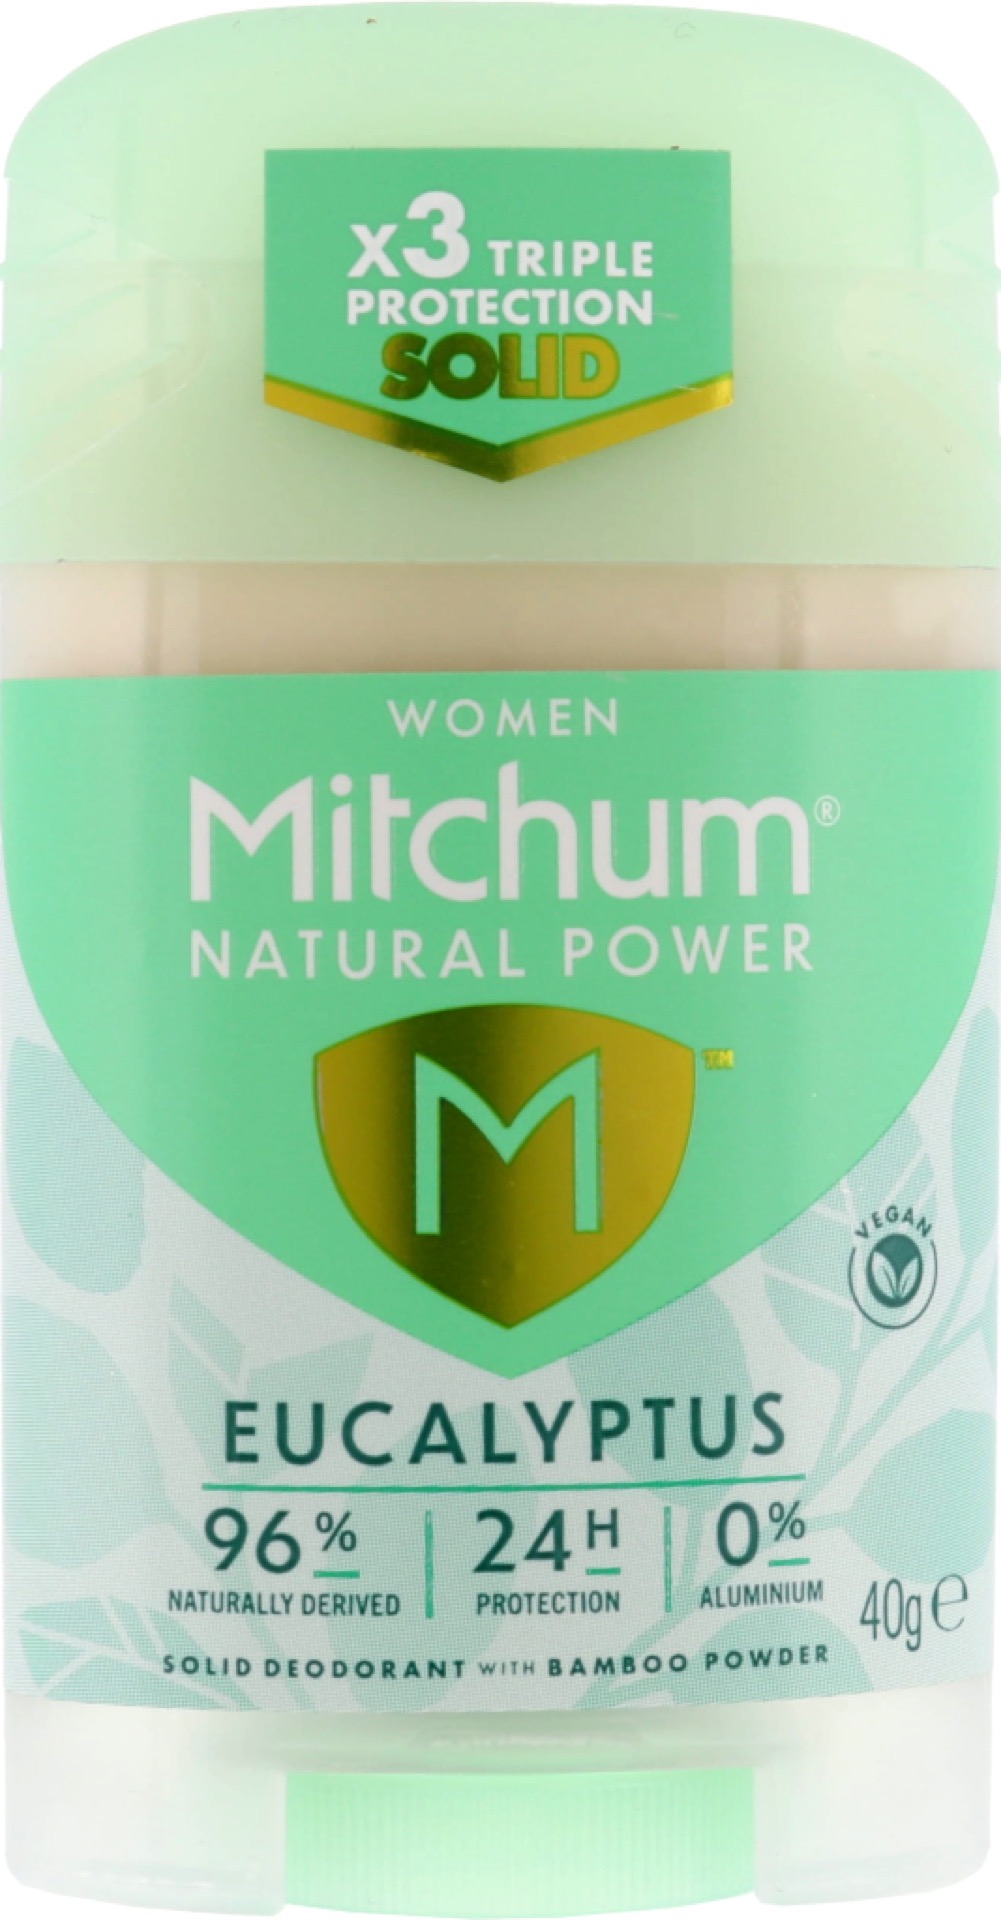 x3 TRIPLE
PROTECTION
SOLID
WOMEN
Mitchum®
NATURAL POWER
M™
VEGAN
EUCALYPTUS
96% 24H 0%
NATURALLY DERIVED PROTECTION ALUMINIUM
40g ℮
SOLID DEODORANT WITH BAMBOO POWDER